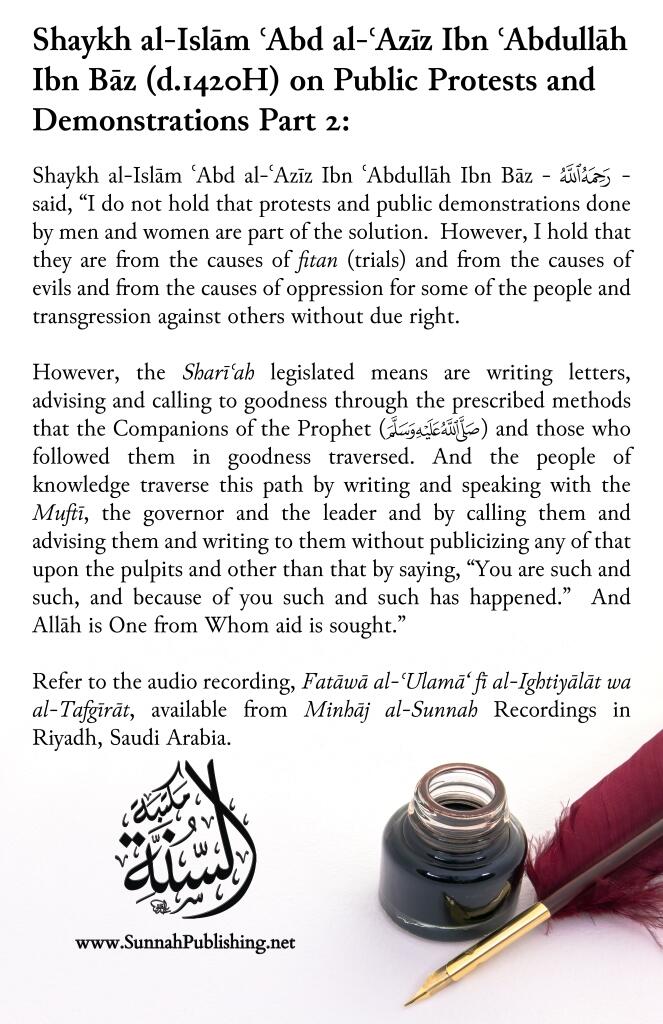 Shaykh al-Islām ʿAbd al-ʿAzīz Ibn ʿAbdullāh
Ibn Bāz (d.1420H) on Public Protests and
Demonstrations Part 2:
Shaykh al-Islām ʿAbd al-ʿAzīz Ibn ʿAbdullāh Ibn Bāz - رَحِمَهُ ٱللَّهُ -
said, “I do not hold that protests and public demonstrations done
by men and women are part of the solution.  However, I hold that
they are from the causes of fitan (trials) and from the causes of
evils and from the causes of oppression for some of the people and
transgression against others without due right.
However, the Sharīʿah legislated means are writing letters,
advising and calling to goodness through the prescribed methods
that the Companions of the Prophet (صَلَّى ٱللَّهُ عَلَيْهِ وَسَلَّمَ) and those who
followed them in goodness traversed. And the people of
knowledge traverse this path by writing and speaking with the
Muftī, the governor and the leader and by calling them and
advising them and writing to them without publicizing any of that
upon the pulpits and other than that by saying, “You are such and
such, and because of you such and such has happened.”  And
Allāh is One from Whom aid is sought.”
Refer to the audio recording, Fatāwā al-ʿUlamāʿ fī al-Ightiyālāt wa
al-Tafgīrāt, available from Minhāj al-Sunnah Recordings in
Riyadh, Saudi Arabia.
مكتبة
السُّنَّة
www.SunnahPublishing.net